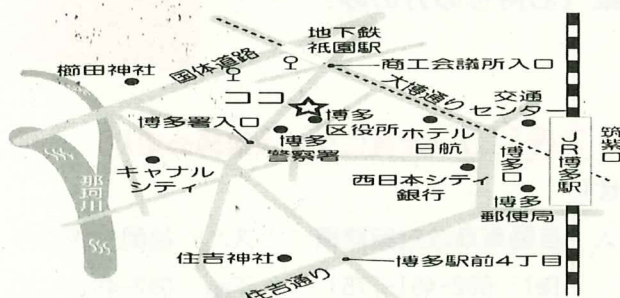 地下鉄
祇園駅
商工会議所入口
国体道路
櫛田神社
大博通り
交通
センター
ココ
博多
区役所
博多署入口
博多
警察署
ホテル
日航
博多口
JR博多駅
筑紫口
キャナル
シティ
西日本シティ
銀行
博多
郵便局
那珂川
住吉神社
博多駅前4丁目
住吉通り